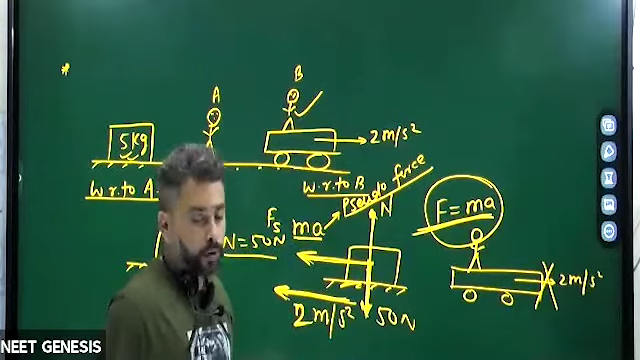 *
A
B
5kg
2m/s²
w.r.to A
w.r.to B
Pseudo force
Fs
ma
N
F = ma
N=50N
2m/s²
2m/s²
50N
NEET GENESIS